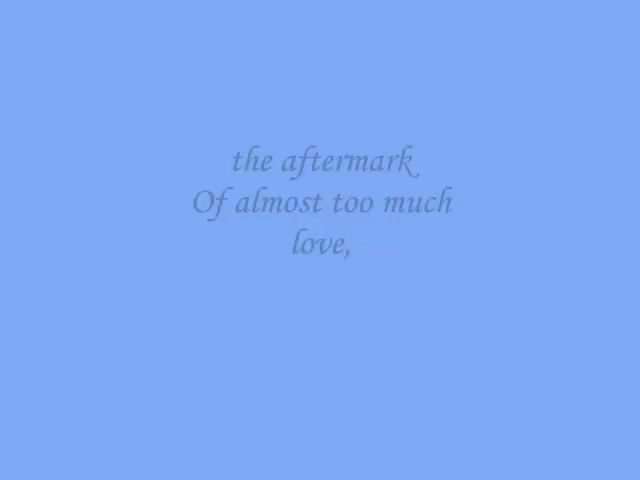 the aftermark
Of almost too much
love,